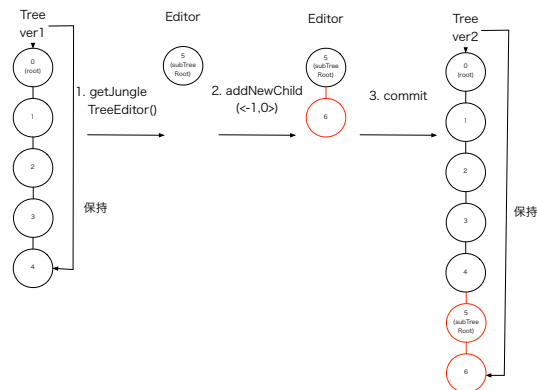 Tree
ver1
0
(root)
1
2
3
4
保持
1. getJungle
TreeEditor()
Editor
5
(subTree
Root)
2. addNewChild
(<-1,0>)
Editor
5
(subTree
Root)
6
3. commit
Tree
ver2
0
(root)
1
2
3
4
5
(subTree
Root)
6
保持